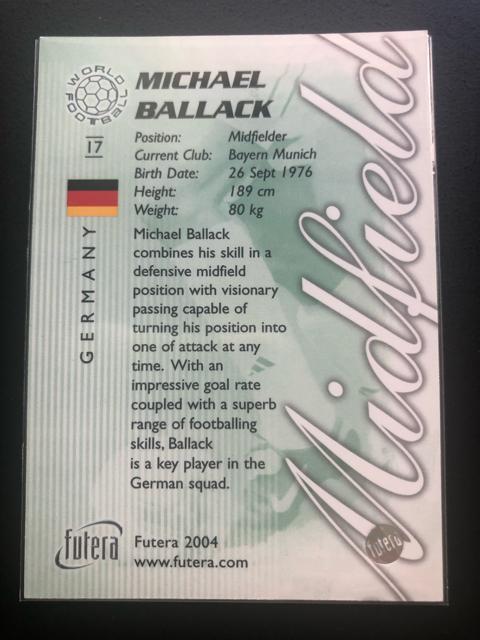 WORLD FOOTBALL
MICHAEL
BALLACK
17
Position: Midfielder
Current Club: Bayern Munich
Birth Date: 26 Sept 1976
Height: 189 cm
Weight: 80 kg
GERMANY
Michael Ballack
combines his skill in a
defensive midfield
position with visionary
passing capable of
turning his position into
one of attack at any
time. With an
impressive goal rate
coupled with a superb
range of footballing
skills, Ballack
is a key player in the
German squad.
Midfield
futera
Futera 2004
www.futera.com
futera